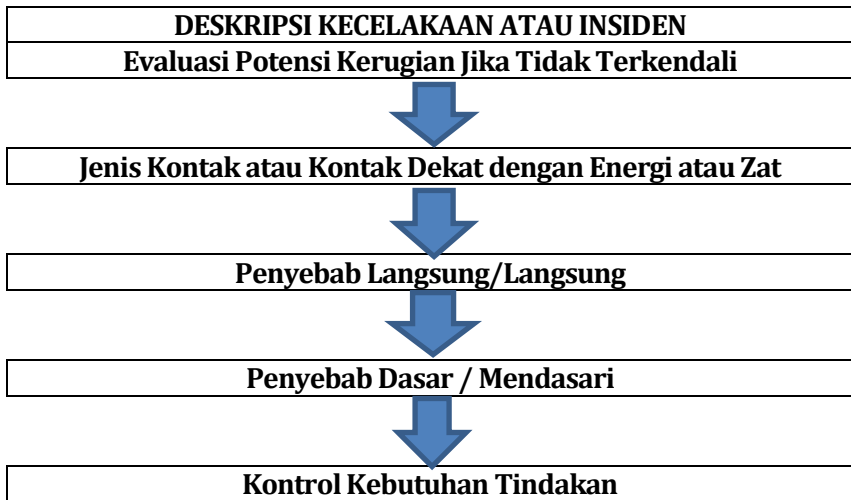 DESKRIPSI KECELAKAAN ATAU INSIDEN
Evaluasi Potensi Kerugian Jika Tidak Terkendali
Jenis Kontak atau Kontak Dekat dengan Energi atau Zat
Penyebab Langsung/Langsung
Penyebab Dasar / Mendasari
Kontrol Kebutuhan Tindakan